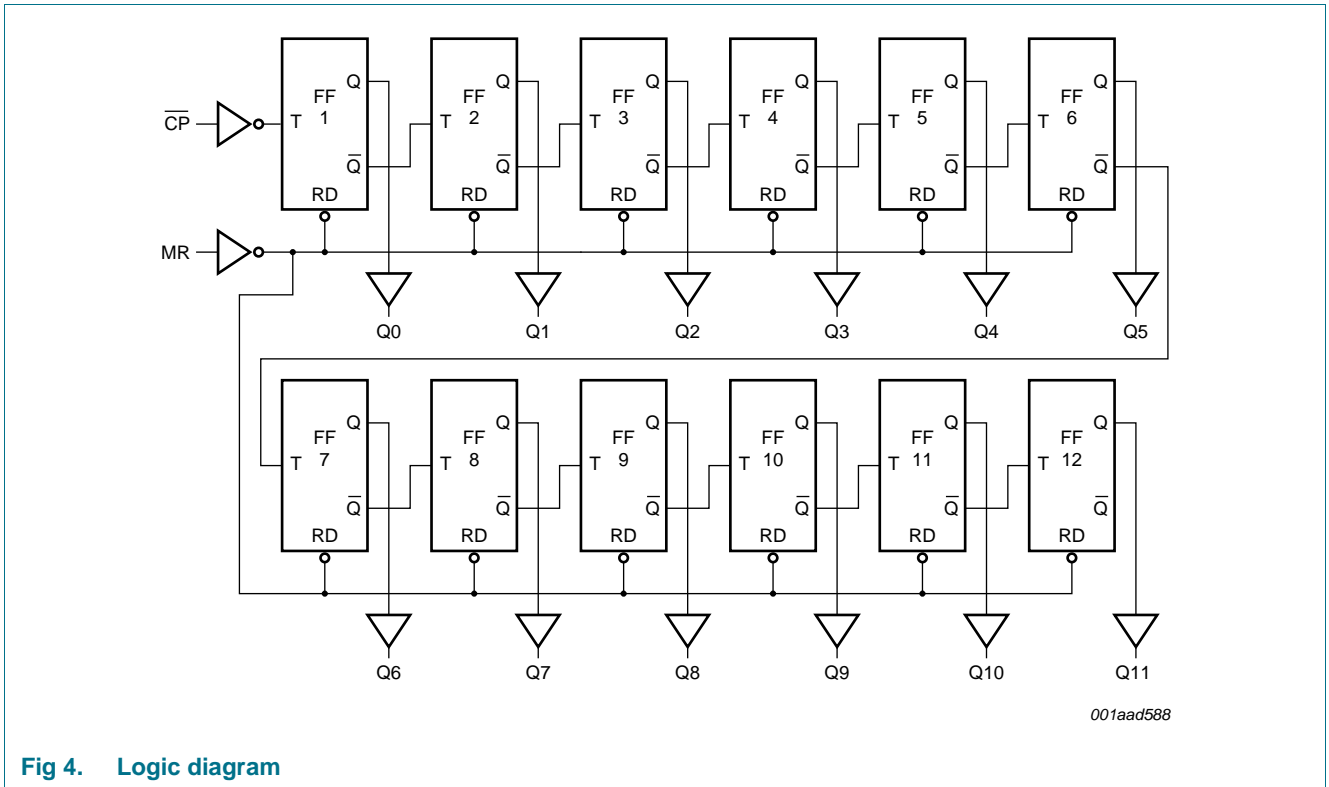 Q Q Q Q Q Q
FF FF FF FF FF FF
1 2 3 4 5 6
C̅P̅ T T T T T T
Q̅ Q̅ Q̅ Q̅ Q̅ Q̅
RD RD RD RD RD RD
MR
Q0 Q1 Q2 Q3 Q4 Q5
Q Q Q Q Q Q
FF FF FF FF FF FF
T 7 T 8 T 9 T 10 T 11 T 12
Q̅ Q̅ Q̅ Q̅ Q̅ Q̅
RD RD RD RD RD RD
Q6 Q7 Q8 Q9 Q10 Q11
001aad588
Fig 4. Logic diagram